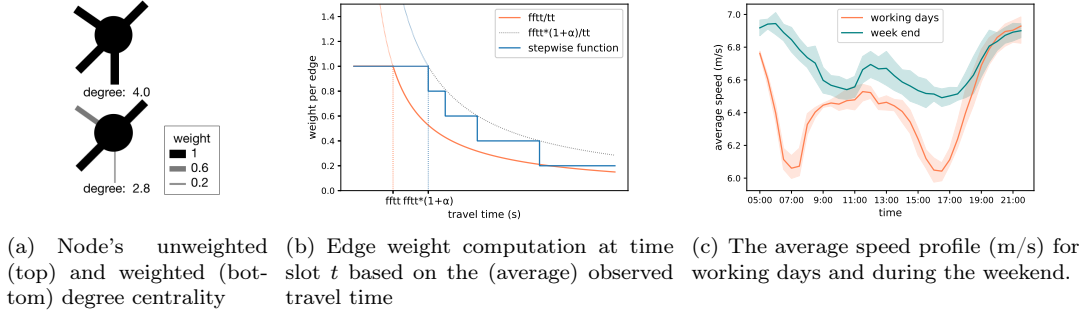 degree: 4.0
degree: 2.8
weight
1
0.6
0.2
weight per edge
1.4
1.2
1.0
0.8
0.6
0.4
0.2
0.0
fftt/tt
fftt*(1+α)/tt
stepwise function
fftt fftt*(1+α)
travel time (s)
average speed (m/s)
7.0
6.8
6.6
6.4
6.2
6.0
working days
week end
05:00 07:00 09:00 11:00 13:00 15:00 17:00 19:00 21:00
time
(a) Node's unweighted
(top) and weighted (bot-
tom) degree centrality
(b) Edge weight computation at time
slot t based on the (average) observed
travel time
(c) The average speed profile (m/s) for
working days and during the weekend.